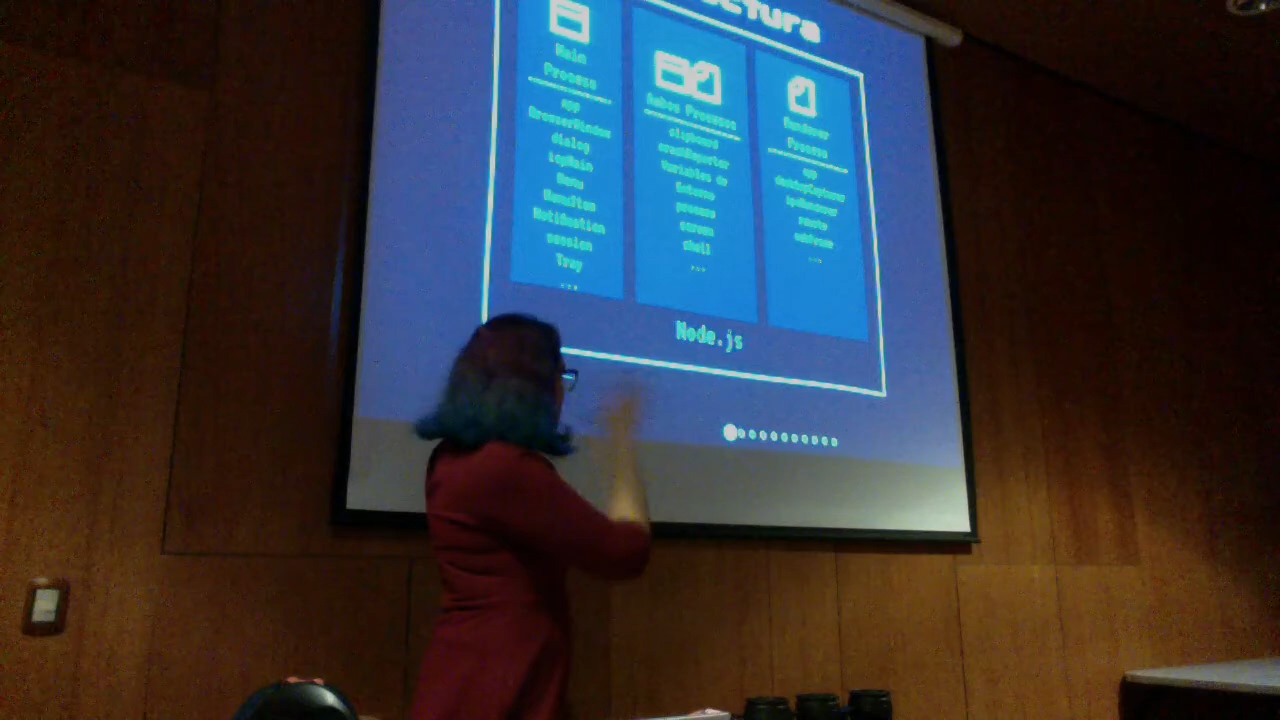 ctura
Main
Process
app
BrowserWindow
dialog
ipcMain
Menu
MenuItem
Notification
session
Tray
...
Ambos Procesos
clipboard
crashReporter
Variables de
Entorno
process
screen
shell
...
Renderer
Process
app
desktopCapturer
ipcRenderer
remote
webFrame
...
Node.js